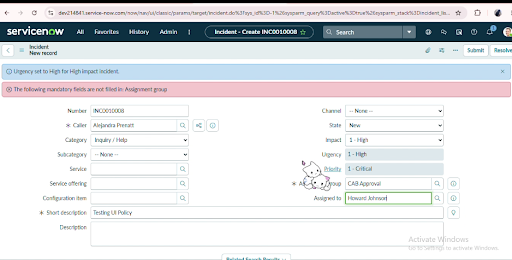 dev214841.service-now.com/now/nav/ui/classic/params/target/incident.do%3Fsys_id%3D-1%26sysparm_query%3Dactive%3Dtrue%26sysparm_stack%3Dincident_lis...
servicenow All Favorites History Admin Incident - Create INC0010008 Search
Incident
New record
Submit Resolve
Urgency set to High for High impact incident.
The following mandatory fields are not filled in: Assignment group
Number INC0010008 Channel -- None --
Caller Alejandra Prenatt State New
Category Inquiry / Help Impact 1 - High
Subcategory -- None -- Urgency 1 - High
Service Priority 1 - Critical
Service offering CAB Approval
Configuration item Assigned to Howard Johnson
Short description Testing UI Policy
Description
Activate Windows
Go to Settings to activate Windows.
Related Search Results